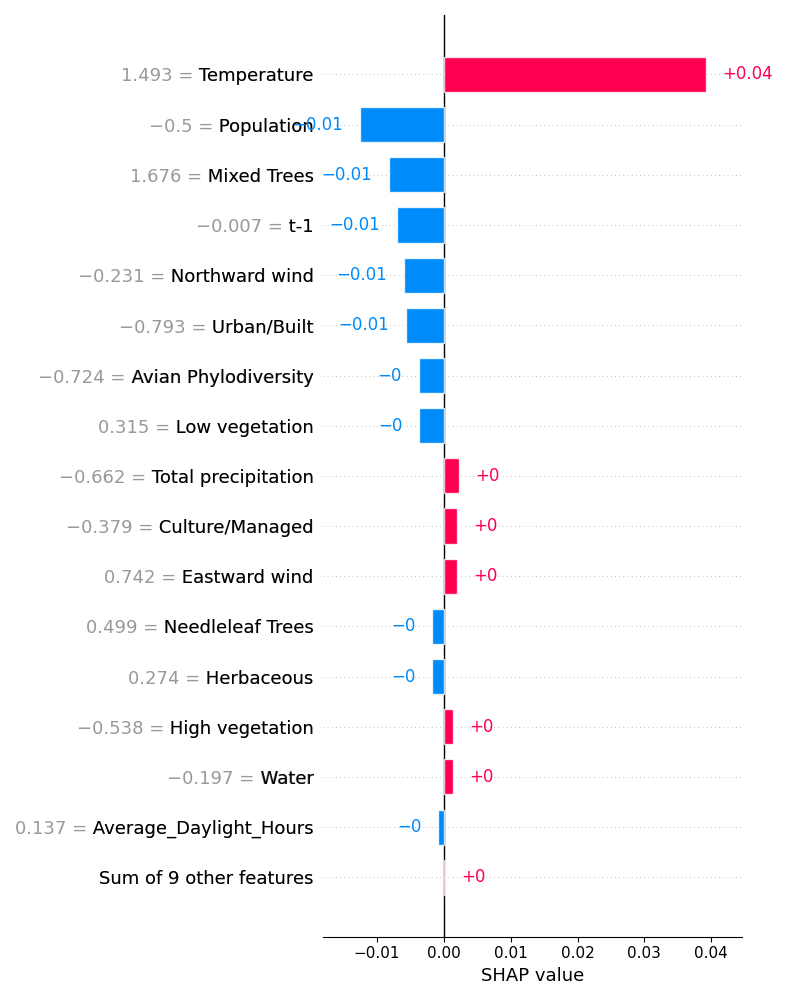 1.493 = Temperature +0.04
−0.5 = Population −0.01
1.676 = Mixed Trees −0.01
−0.007 = t-1 −0.01
−0.231 = Northward wind −0.01
−0.793 = Urban/Built −0.01
−0.724 = Avian Phylodiversity −0
0.315 = Low vegetation −0
−0.662 = Total precipitation +0
−0.379 = Culture/Managed +0
0.742 = Eastward wind +0
0.499 = Needleleaf Trees −0
0.274 = Herbaceous −0
−0.538 = High vegetation +0
−0.197 = Water +0
0.137 = Average_Daylight_Hours −0
Sum of 9 other features +0
−0.01 0.00 0.01 0.02 0.03 0.04
SHAP value